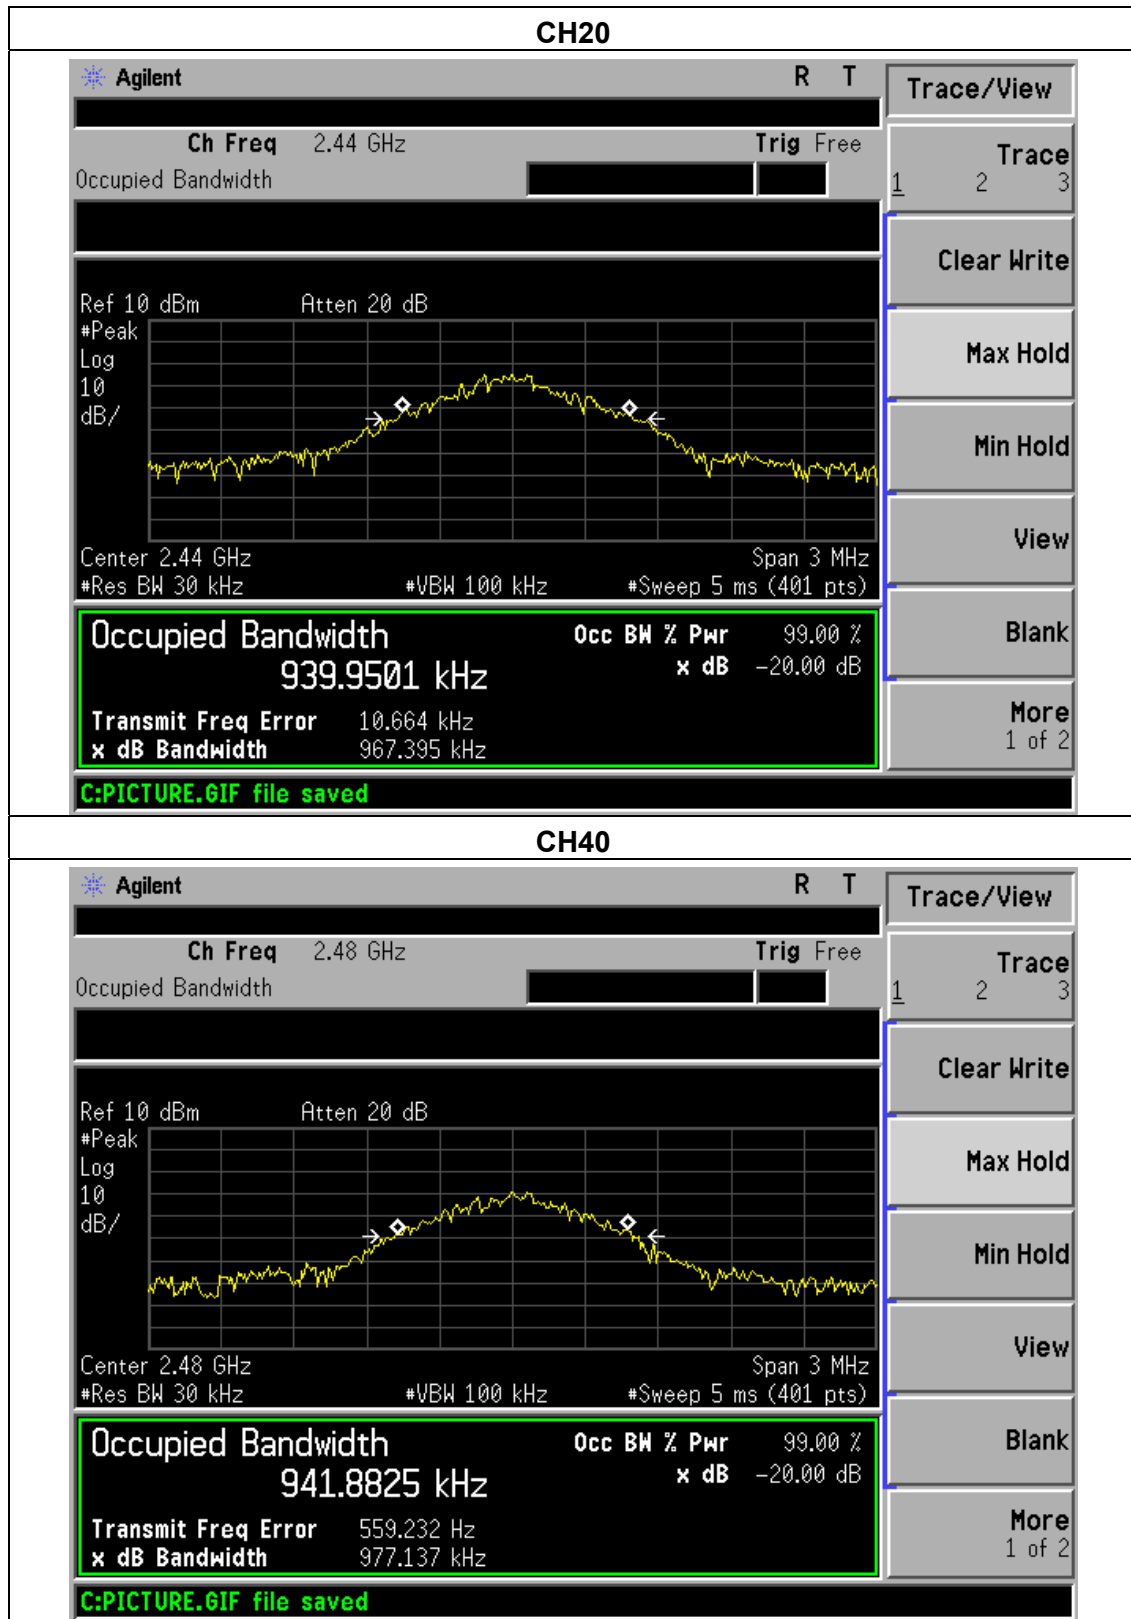 CH20
Agilent R T Trace/View
Ch Freq 2.44 GHz Trig Free
Occupied Bandwidth
Trace
1 2 3
Clear Write
Max Hold
Min Hold
View
Blank
More
1 of 2
Ref 10 dBm Atten 20 dB
#Peak
Log
10
dB/
Center 2.44 GHz Span 3 MHz
#Res BW 30 kHz #VBW 100 kHz #Sweep 5 ms (401 pts)
Occupied Bandwidth Occ BW % Pwr 99.00 %
939.9501 kHz x dB -20.00 dB
Transmit Freq Error 10.664 kHz
x dB Bandwidth 967.395 kHz
C:PICTURE.GIF file saved
CH40
Agilent R T Trace/View
Ch Freq 2.48 GHz Trig Free
Occupied Bandwidth
Trace
1 2 3
Clear Write
Max Hold
Min Hold
View
Blank
More
1 of 2
Ref 10 dBm Atten 20 dB
#Peak
Log
10
dB/
Center 2.48 GHz Span 3 MHz
#Res BW 30 kHz #VBW 100 kHz #Sweep 5 ms (401 pts)
Occupied Bandwidth Occ BW % Pwr 99.00 %
941.8825 kHz x dB -20.00 dB
Transmit Freq Error 559.232 Hz
x dB Bandwidth 977.137 kHz
C:PICTURE.GIF file saved